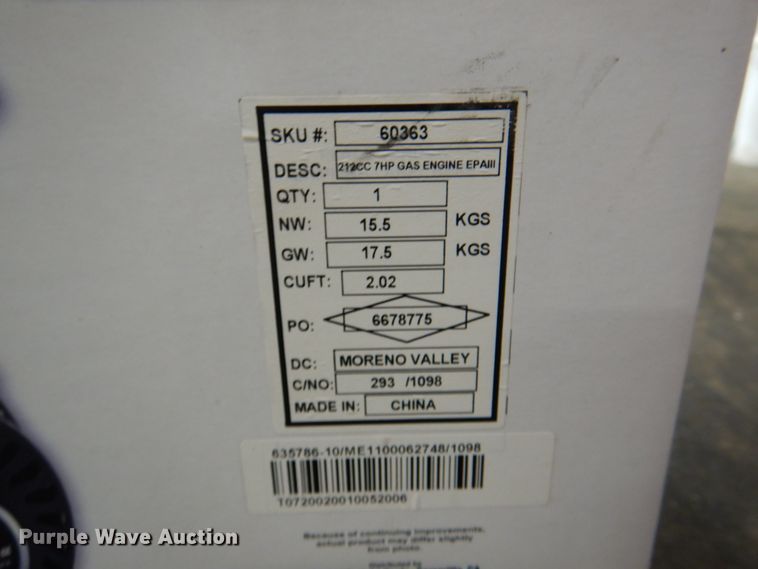 SKU #: 60363
DESC: 212CC 7HP GAS ENGINE EPAIII
QTY: 1
NW: 15.5 KGS
GW: 17.5 KGS
CUFT: 2.02
PO: 6678775
DC: MORENO VALLEY
C/NO: 293 /1098
MADE IN: CHINA
635786-10/ME1100062748/1098
T0720020010052006
Because of continuing improvements,
actual product may differ slightly
from photo.
Distributed by
Purple Wave Auction